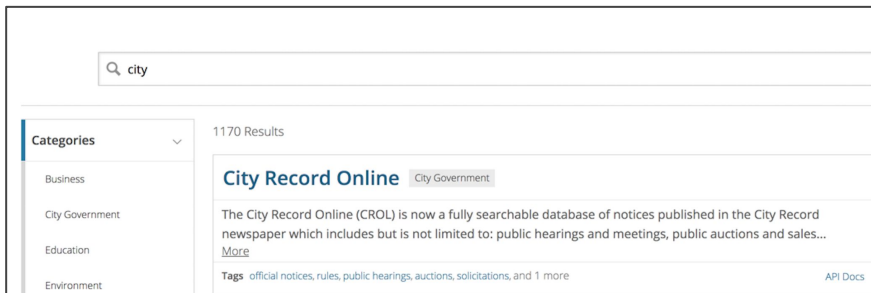 city
Categories
Business
City Government
Education
Environment
1170 Results
City Record Online City Government
The City Record Online (CROL) is now a fully searchable database of notices published in the City Record
newspaper which includes but is not limited to: public hearings and meetings, public auctions and sales...
More
Tags official notices, rules, public hearings, auctions, solicitations, and 1 more
API Docs